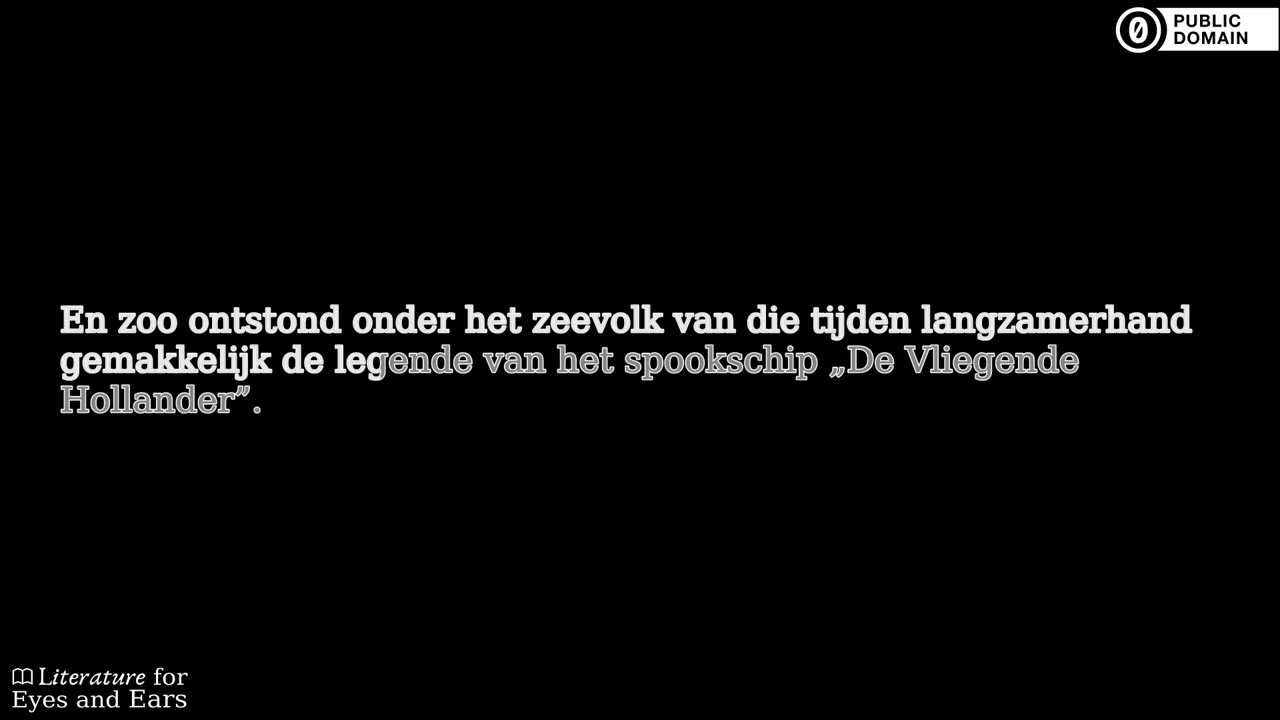 PUBLIC
DOMAIN
En zoo ontstond onder het zeevolk van die tijden langzamerhand
gemakkelijk de legende van het spookschip „De Vliegende
Hollander”.
Literature for
Eyes and Ears